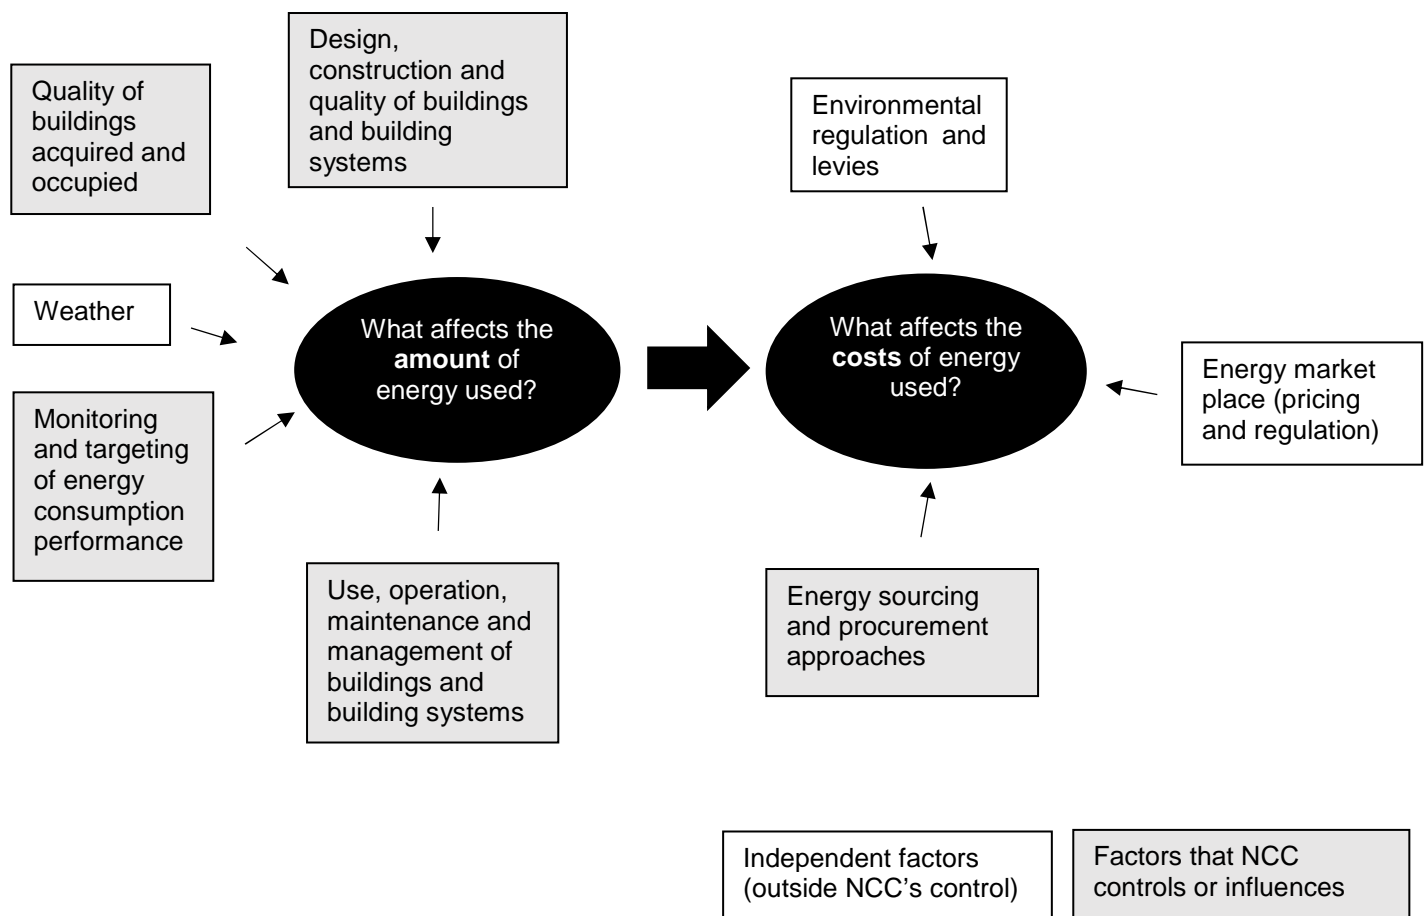 Design,
construction and
quality of buildings
and building
systems
Quality of
buildings
acquired and
occupied
Environmental
regulation and
levies
Weather
What affects the
amount of
energy used?
What affects the
costs of energy
used?
Energy market
place (pricing
and regulation)
Monitoring
and targeting
of energy
consumption
performance
Use, operation,
maintenance and
management of
buildings and
building systems
Energy sourcing
and procurement
approaches
Independent factors
(outside NCC’s control)
Factors that NCC
controls or influences